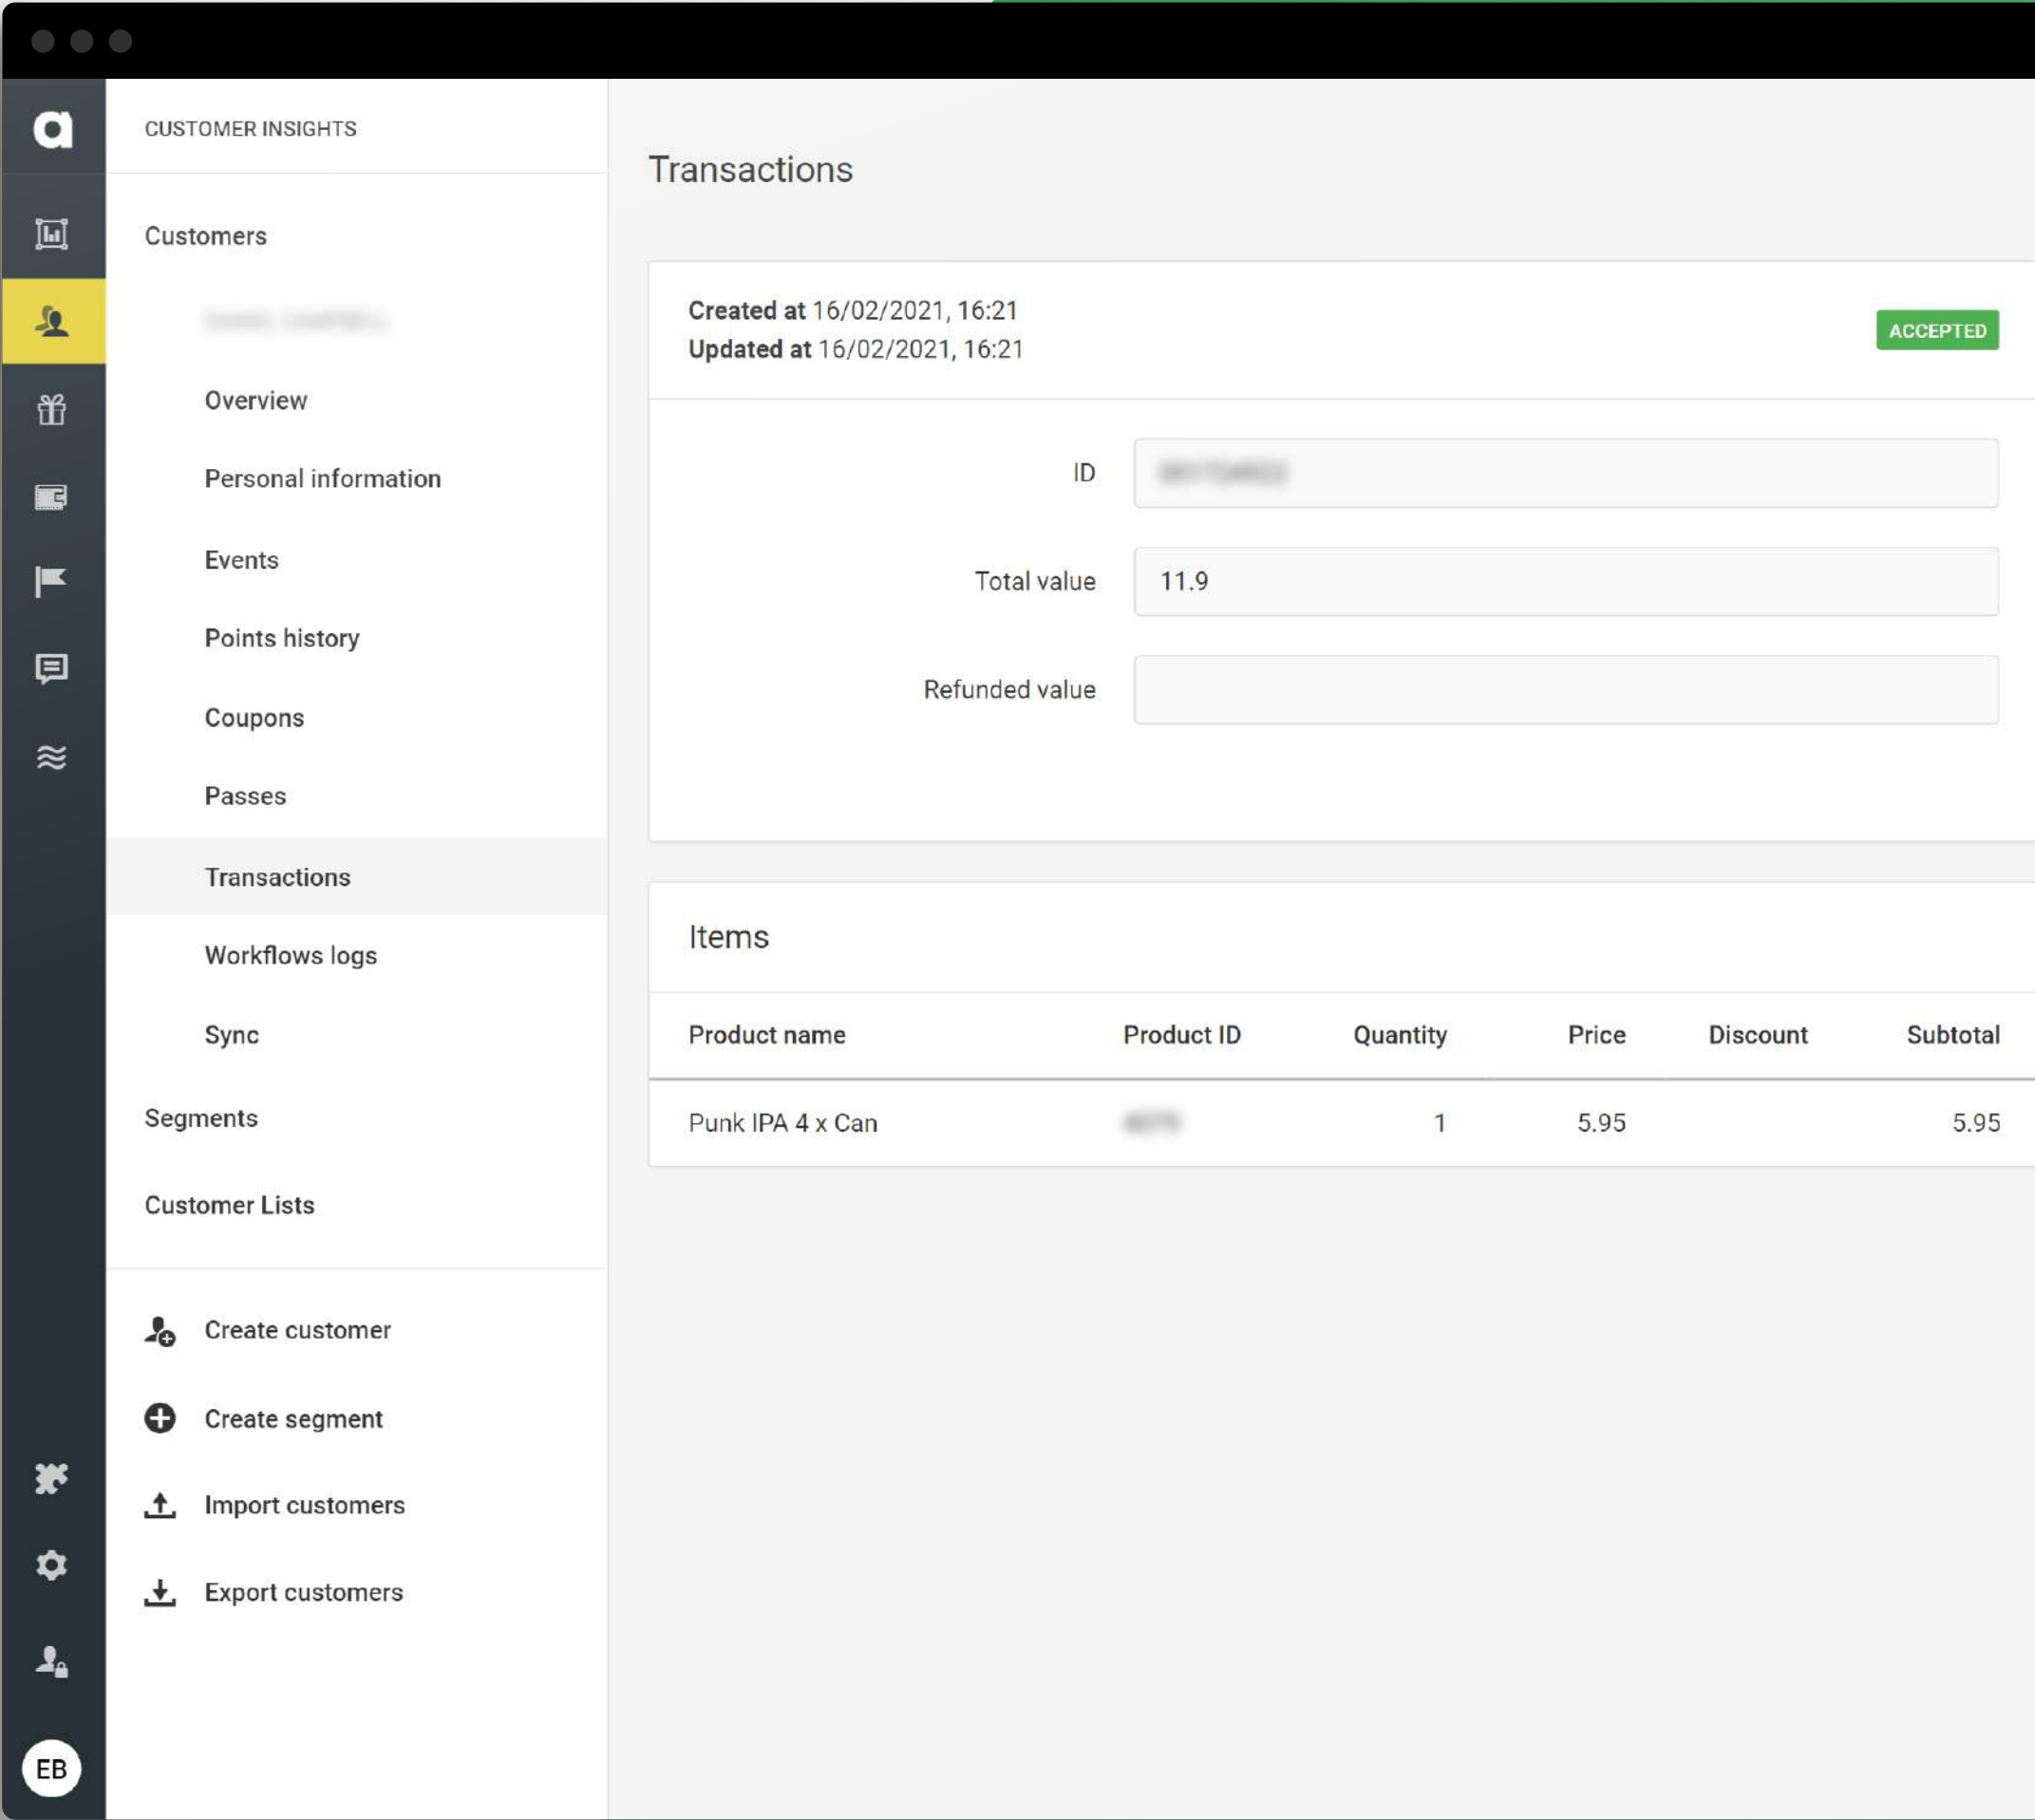 a
CUSTOMER INSIGHTS
Customers
Overview
Personal information
Events
Points history
Coupons
Passes
Transactions
Workflows logs
Sync
Segments
Customer Lists
Create customer
Create segment
Import customers
Export customers
EB
Transactions
Created at 16/02/2021, 16:21
Updated at 16/02/2021, 16:21
ACCEPTED
ID
Total value 11.9
Refunded value
Items
Product name Product ID Quantity Price Discount Subtotal
Punk IPA 4 x Can 1 5.95 5.95